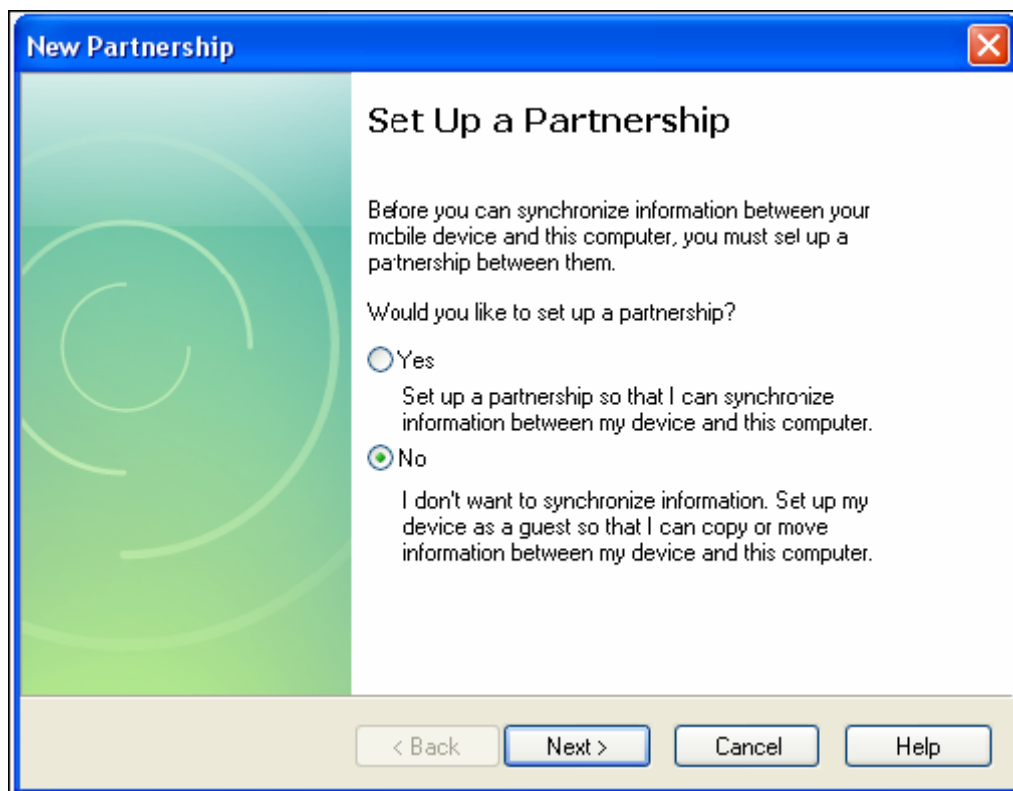 New Partnership
Set Up a Partnership
Before you can synchronize information between your
mobile device and this computer, you must set up a
partnership between them.
Would you like to set up a partnership?
Yes
Set up a partnership so that I can synchronize
information between my device and this computer.
No
I don't want to synchronize information. Set up my
device as a guest so that I can copy or move
information between my device and this computer.
< Back
Next >
Cancel
Help